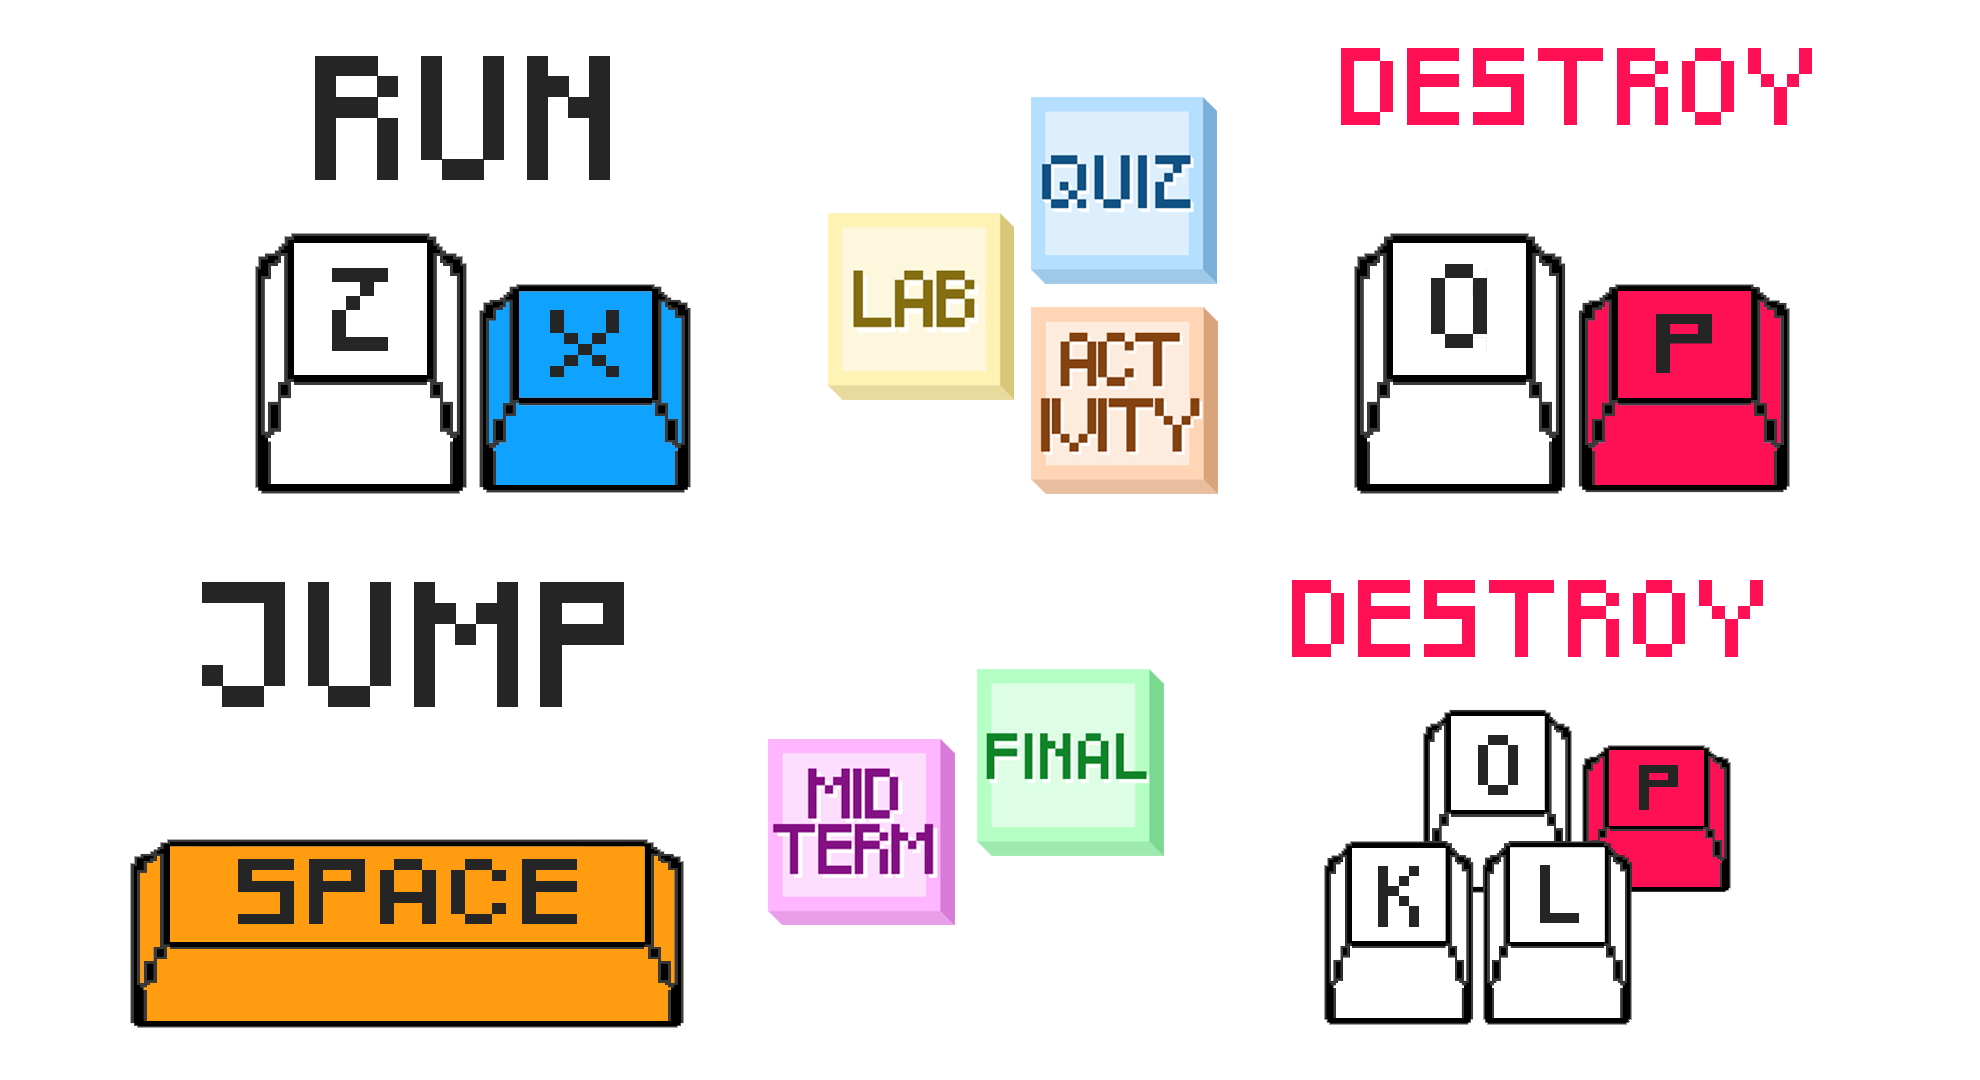 RUN
Z X
LAB
QUIZ
ACT
IVITY
DESTROY
O P
JUMP
SPACE
MID
TERM
FINAL
DESTROY
O P
K L